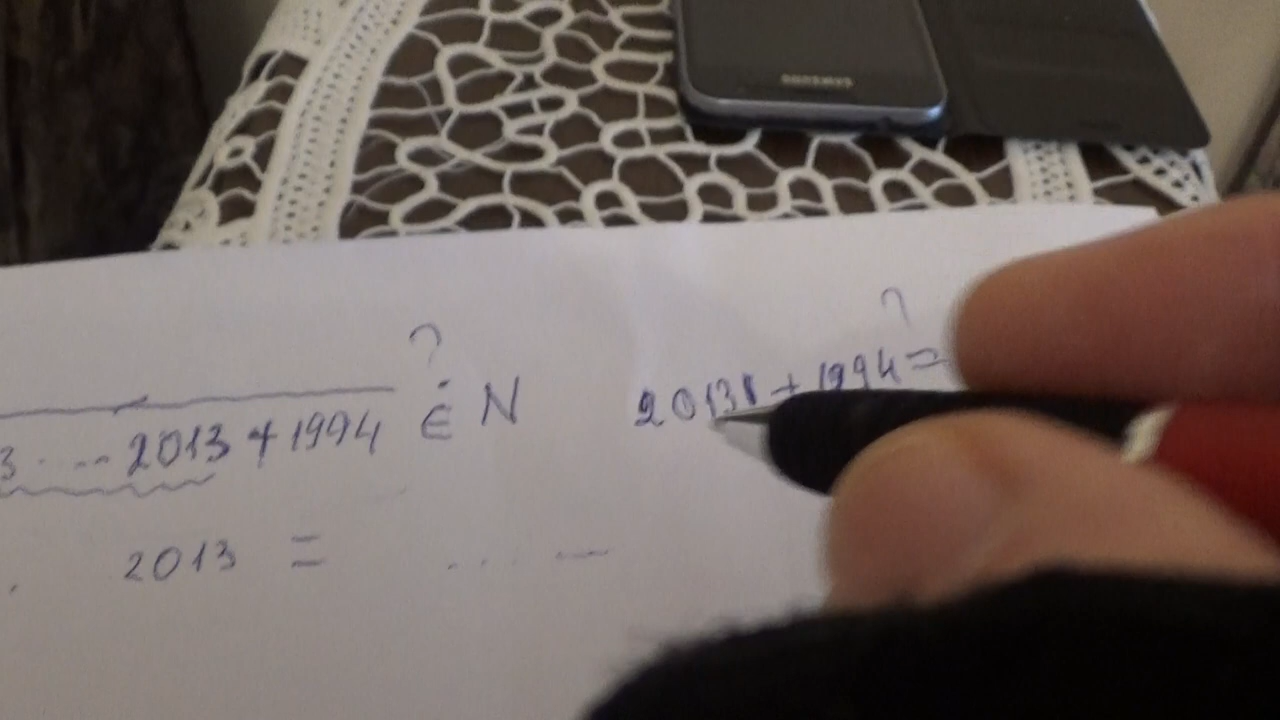 SAMSUNG
?
?
3 ... 2013 + 1994 ∈ N
2013! + 1994 =
. 2013 = ... —